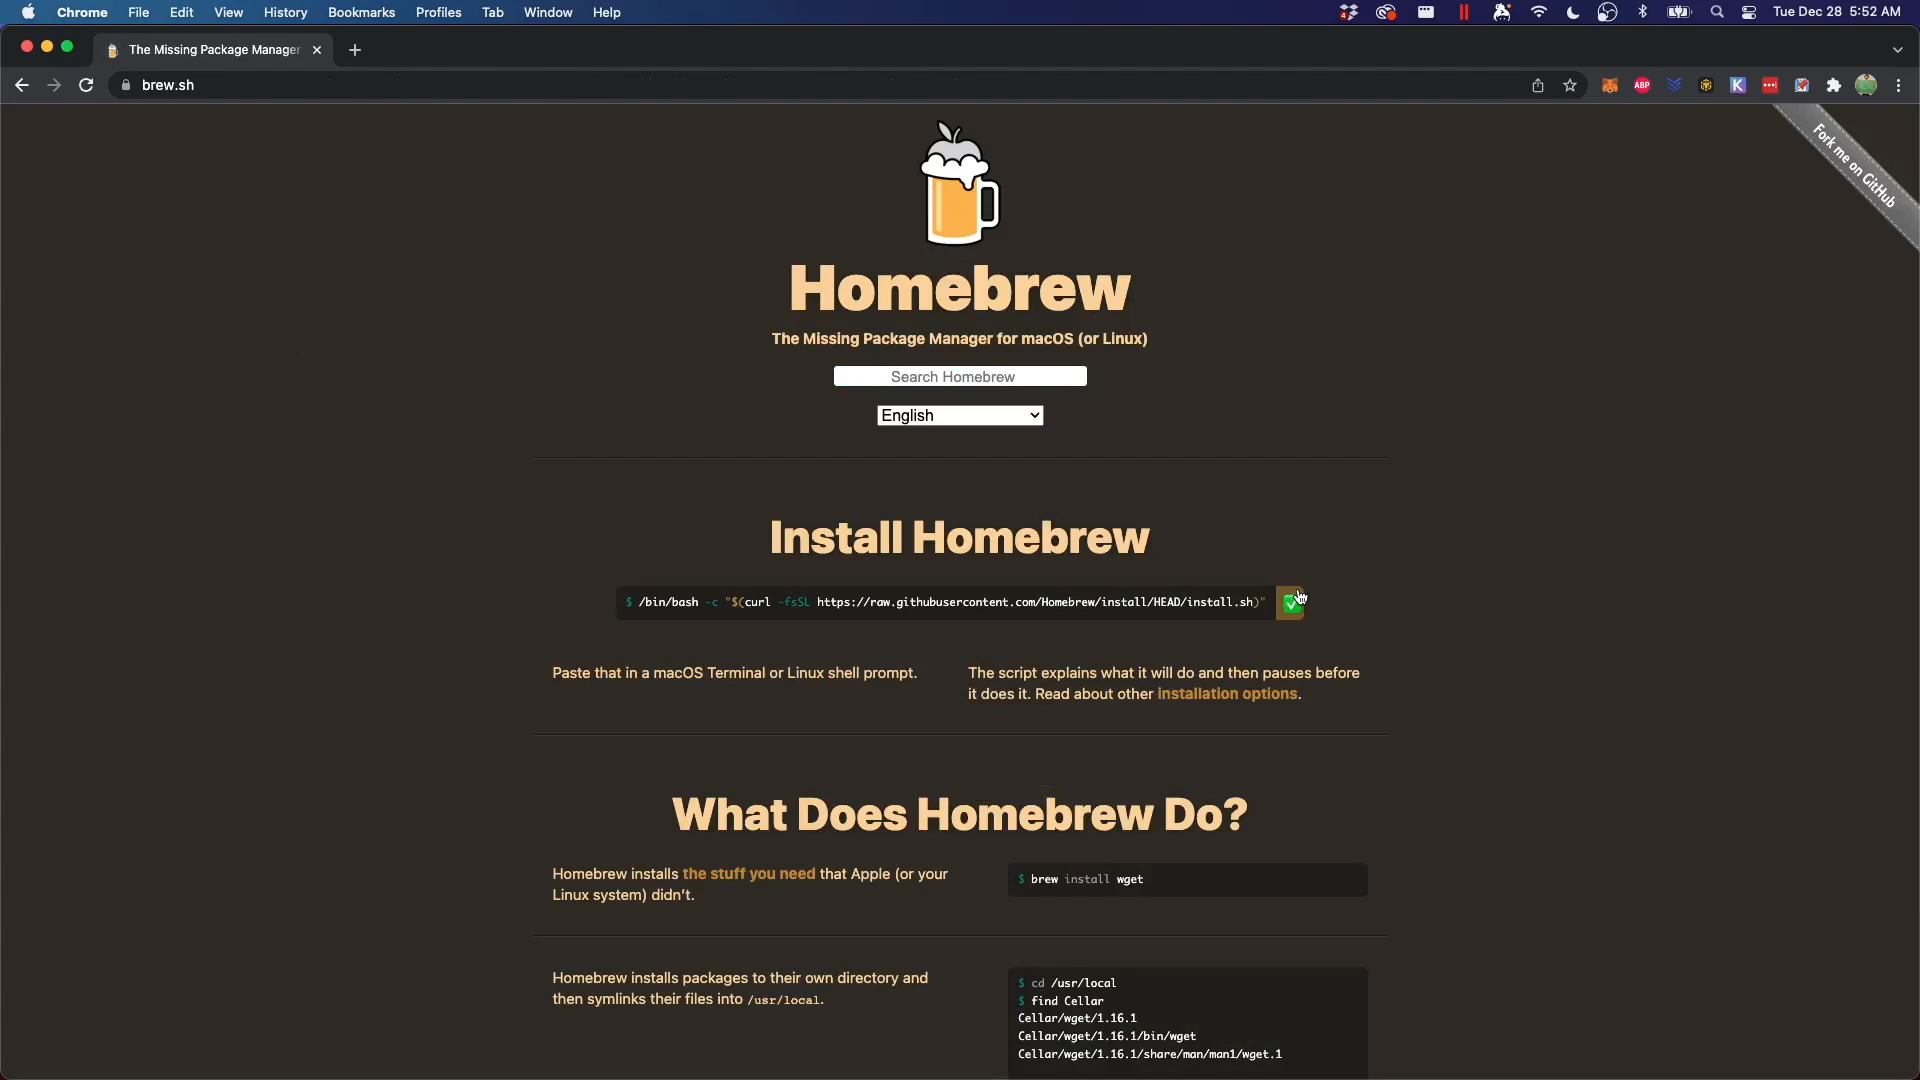 Chrome File Edit View History Bookmarks Profiles Tab Window Help Tue Dec 28 5:52 AM
The Missing Package Manager
brew.sh
ABP
K
Fork me on GitHub
Homebrew
The Missing Package Manager for macOS (or Linux)
Search Homebrew
English
Install Homebrew
$ /bin/bash -c "$(curl -fsSL https://raw.githubusercontent.com/Homebrew/install/HEAD/install.sh)"
Paste that in a macOS Terminal or Linux shell prompt.
The script explains what it will do and then pauses before
it does it. Read about other installation options.
What Does Homebrew Do?
Homebrew installs the stuff you need that Apple (or your
Linux system) didn't.
$ brew install wget
Homebrew installs packages to their own directory and
then symlinks their files into /usr/local.
$ cd /usr/local
$ find Cellar
Cellar/wget/1.16.1
Cellar/wget/1.16.1/bin/wget
Cellar/wget/1.16.1/share/man/man1/wget.1